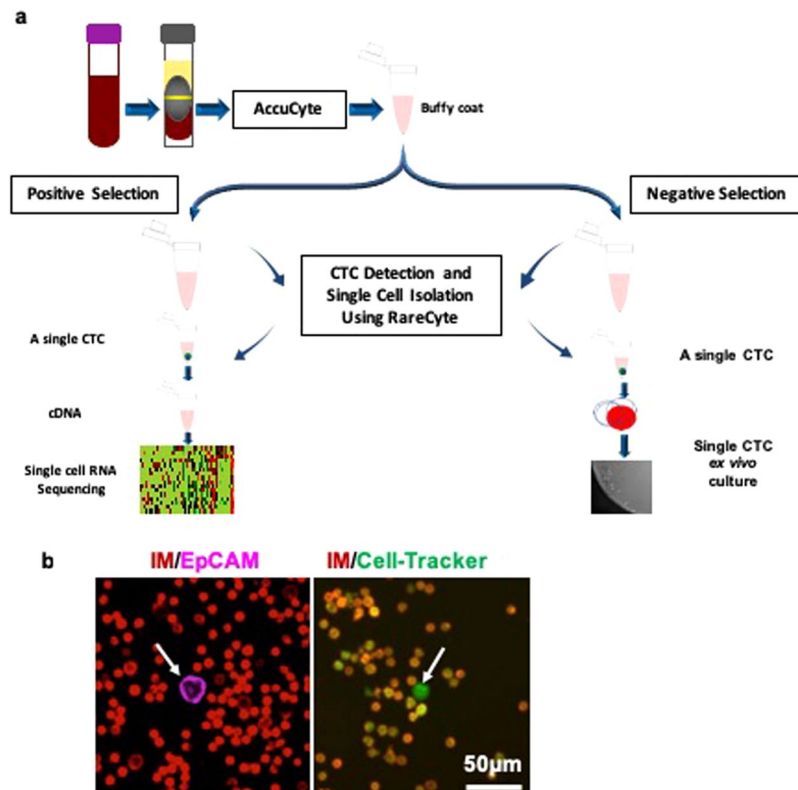 a
AccuCyte
Buffy coat
Positive Selection
Negative Selection
CTC Detection and
Single Cell Isolation
Using RareCyte
A single CTC
cDNA
Single cell RNA
Sequencing
A single CTC
Single CTC
ex vivo
culture
b
IM/EpCAM
IM/Cell-Tracker
50µm